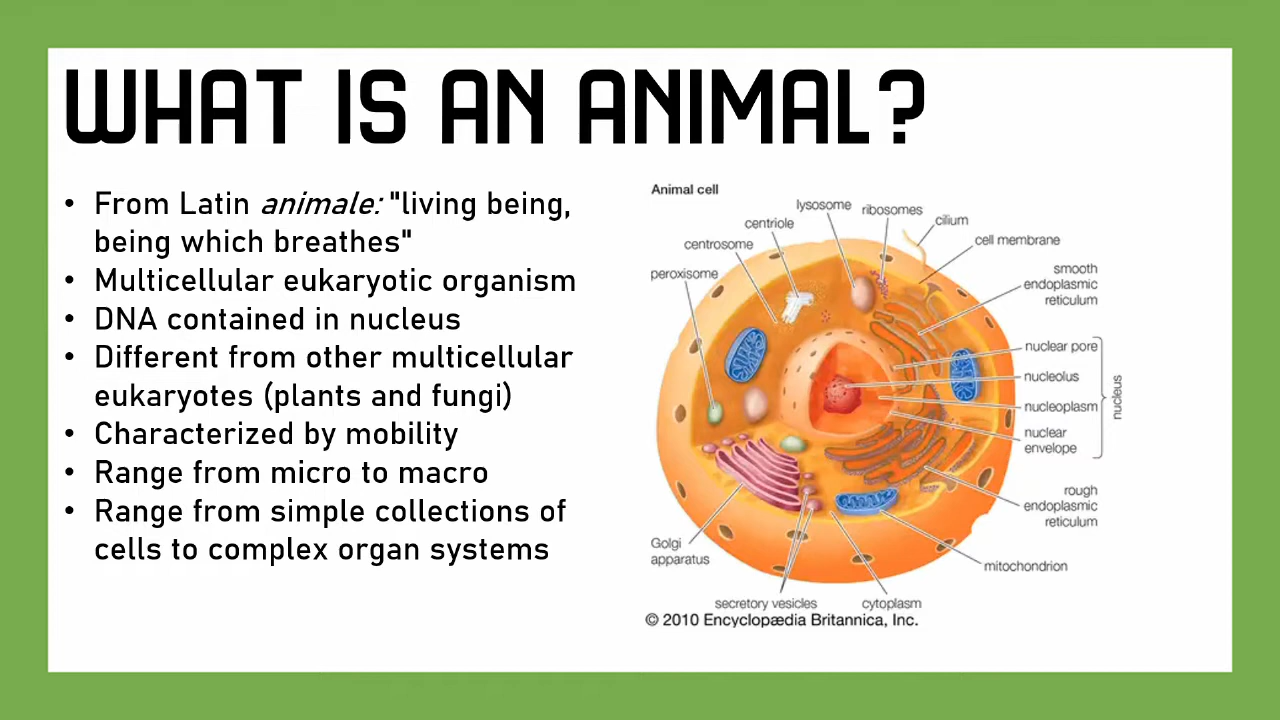 WHAT IS AN ANIMAL?
• From Latin animale: "living being,
being which breathes"
• Multicellular eukaryotic organism
• DNA contained in nucleus
• Different from other multicellular
eukaryotes (plants and fungi)
• Characterized by mobility
• Range from micro to macro
• Range from simple collections of
cells to complex organ systems
Animal cell
lysosome
ribosomes
centriole
cilium
centrosome
cell membrane
peroxisome
smooth
endoplasmic
reticulum
nuclear pore
nucleolus
nucleoplasm
nuclear
envelope
nucleus
rough
endoplasmic
reticulum
Golgi
apparatus
mitochondrion
secretory vesicles
cytoplasm
© 2010 Encyclopædia Britannica, Inc.